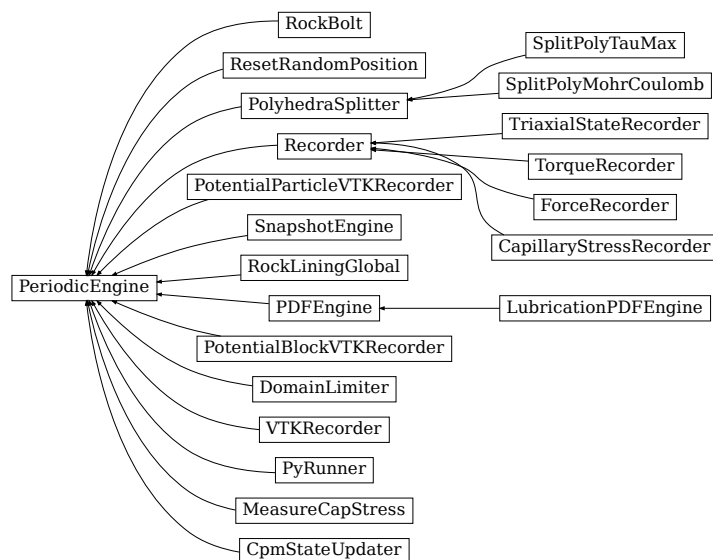 RockBolt
SplitPolyTauMax
ResetRandomPosition
SplitPolyMohrCoulomb
PolyhedraSplitter
TriaxialStateRecorder
Recorder
TorqueRecorder
PotentialParticleVTKRecorder
ForceRecorder
SnapshotEngine
CapillaryStressRecorder
RockLiningGlobal
PeriodicEngine
PDFEngine
LubricationPDFEngine
PotentialBlockVTKRecorder
DomainLimiter
VTKRecorder
PyRunner
MeasureCapStress
CpmStateUpdater